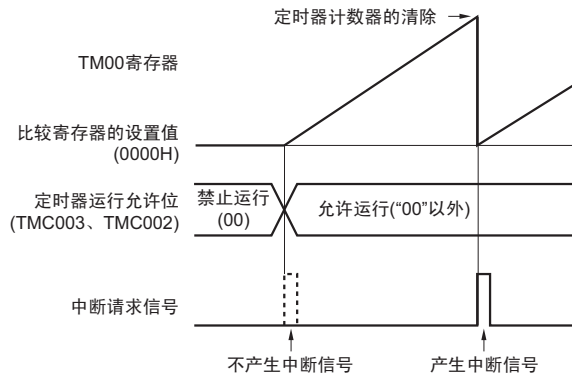 定时器计数器的清除
TM00寄存器
比较寄存器的设置值
(0000H)
定时器运行允许位
(TMC003、TMC002)
禁止运行
(00)
允许运行(“00”以外)
中断请求信号
不产生中断信号
产生中断信号